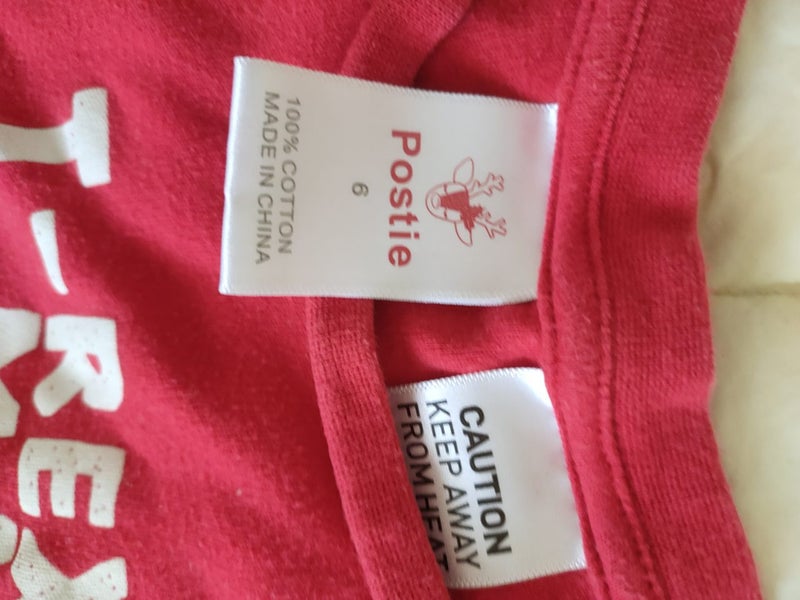 Postie
6
100% COTTON
MADE IN CHINA
CAUTION
KEEP AWAY
FROM HEAT
T-REX